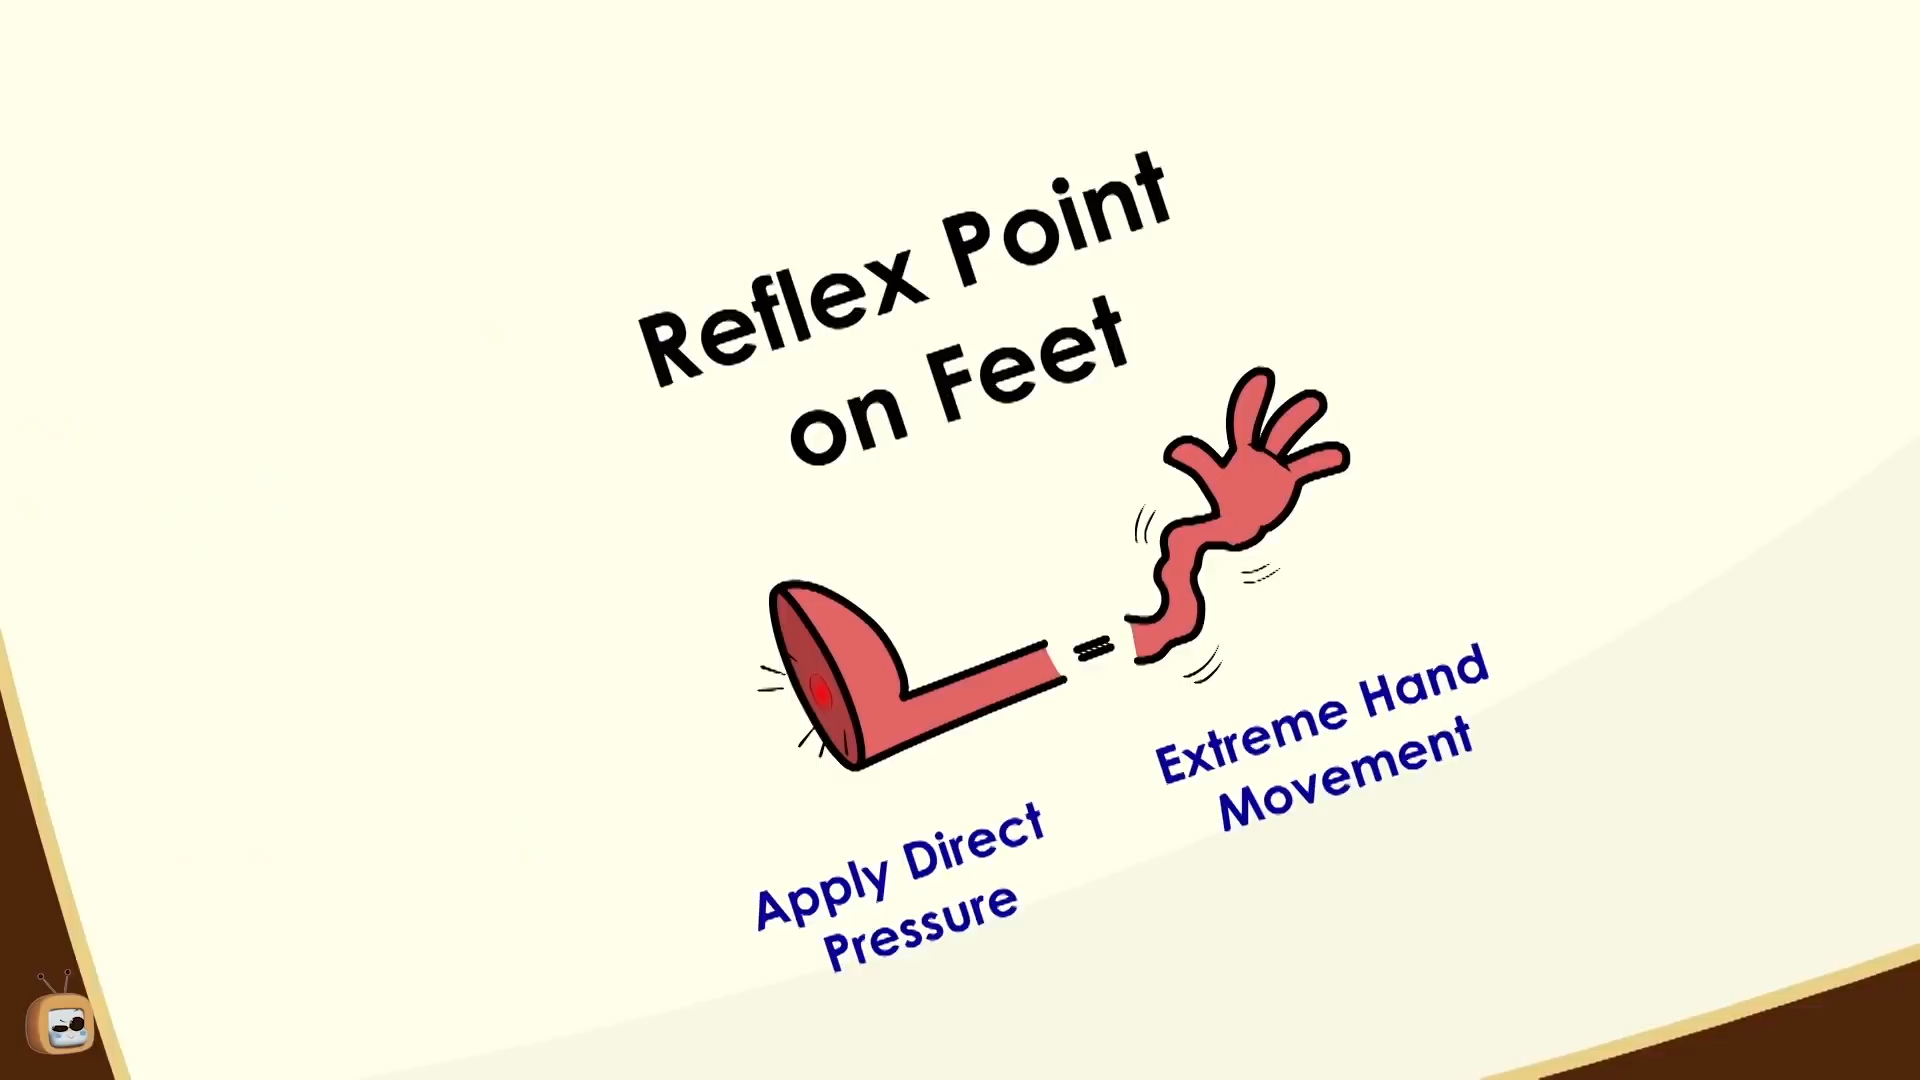 Reflex Point
on Feet
=
Apply Direct
Pressure
Extreme Hand
Movement